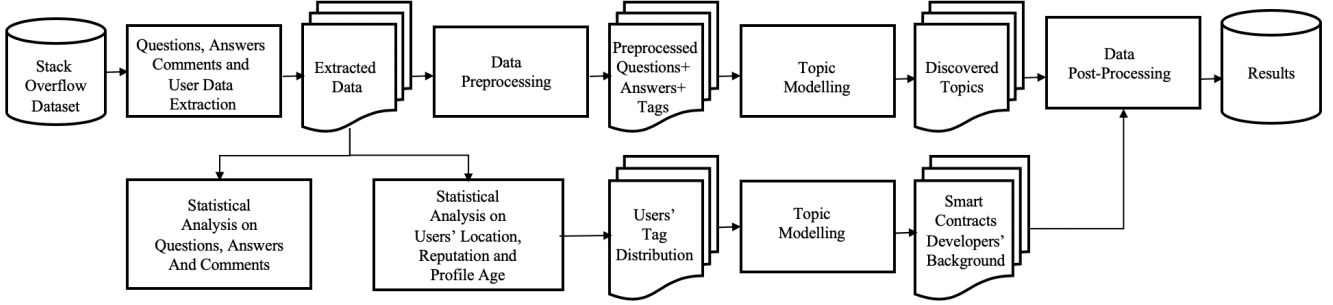 Stack
Overflow
Dataset
Questions, Answers
Comments and
User Data
Extraction
Extracted
Data
Data
Preprocessing
Preprocessed
Questions+
Answers+
Tags
Topic
Modelling
Discovered
Topics
Data
Post-Processing
Results
Statistical
Analysis on
Questions, Answers
And Comments
Statistical
Analysis on
Users' Location,
Reputation and
Profile Age
Users'
Tag
Distribution
Topic
Modelling
Smart
Contracts
Developers'
Background